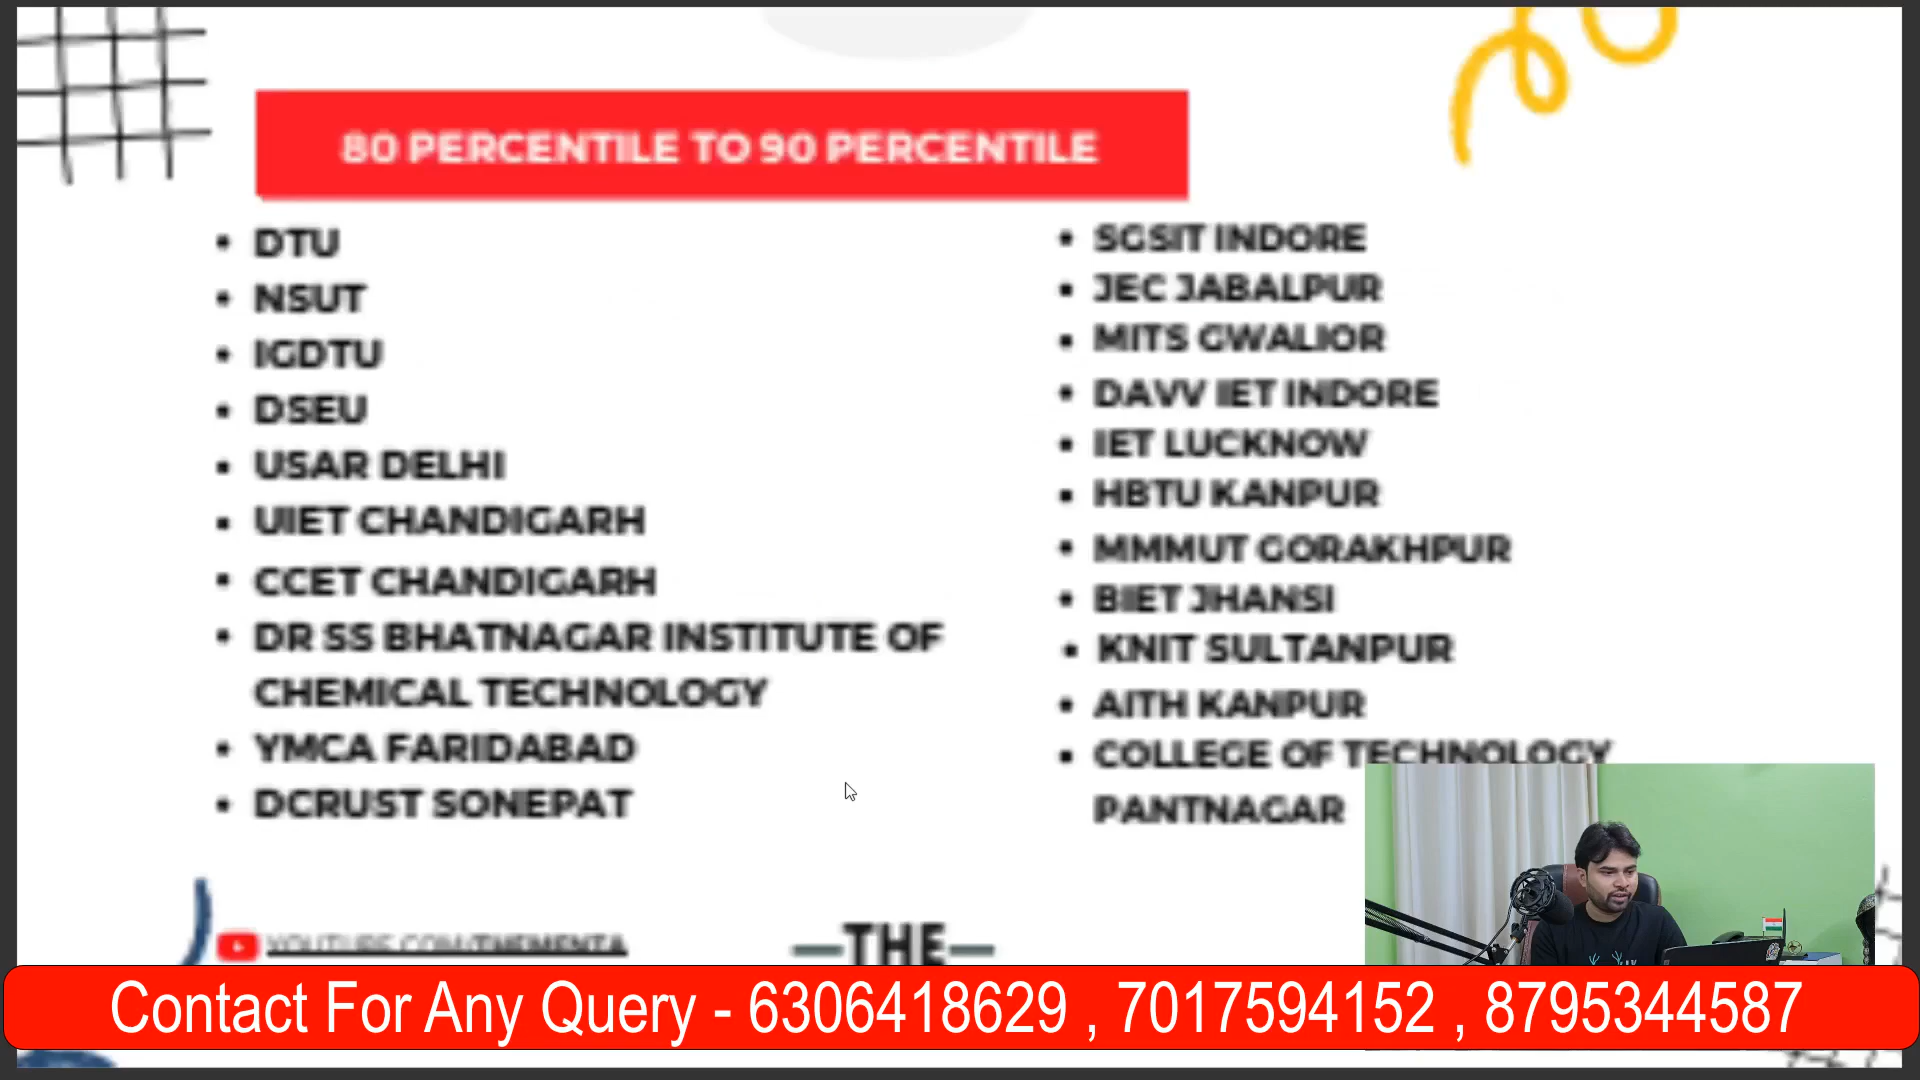 80 PERCENTILE TO 90 PERCENTILE
• DTU
• NSUT
• IGDTU
• DSEU
• USAR DELHI
• UIET CHANDIGARH
• CCET CHANDIGARH
• DR SS BHATNAGAR INSTITUTE OF
CHEMICAL TECHNOLOGY
• YMCA FARIDABAD
• DCRUST SONEPAT
• SGSIT INDORE
• JEC JABALPUR
• MITS GWALIOR
• DAVV IET INDORE
• IET LUCKNOW
• HBTU KANPUR
• MMMUT GORAKHPUR
• BIET JHANSI
• KNIT SULTANPUR
• AITH KANPUR
• COLLEGE OF TECHNOLOGY
PANTNAGAR
YOUTUBE.COM/THEMENTA
THE
Contact For Any Query - 6306418629 , 7017594152 , 8795344587